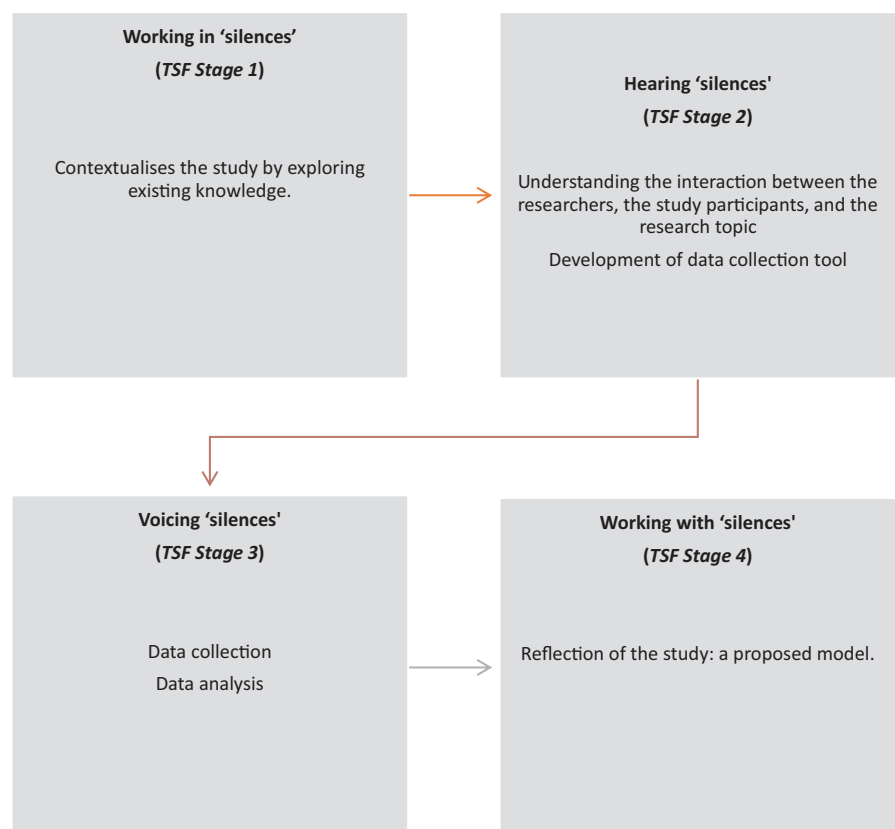 Working in ‘silences’
(TSF Stage 1)
Contextualises the study by exploring
existing knowledge.
Hearing ‘silences'
(TSF Stage 2)
Understanding the interaction between the
researchers, the study participants, and the
research topic
Development of data collection tool
Voicing ‘silences'
(TSF Stage 3)
Data collection
Data analysis
Working with ‘silences'
(TSF Stage 4)
Reflection of the study: a proposed model.